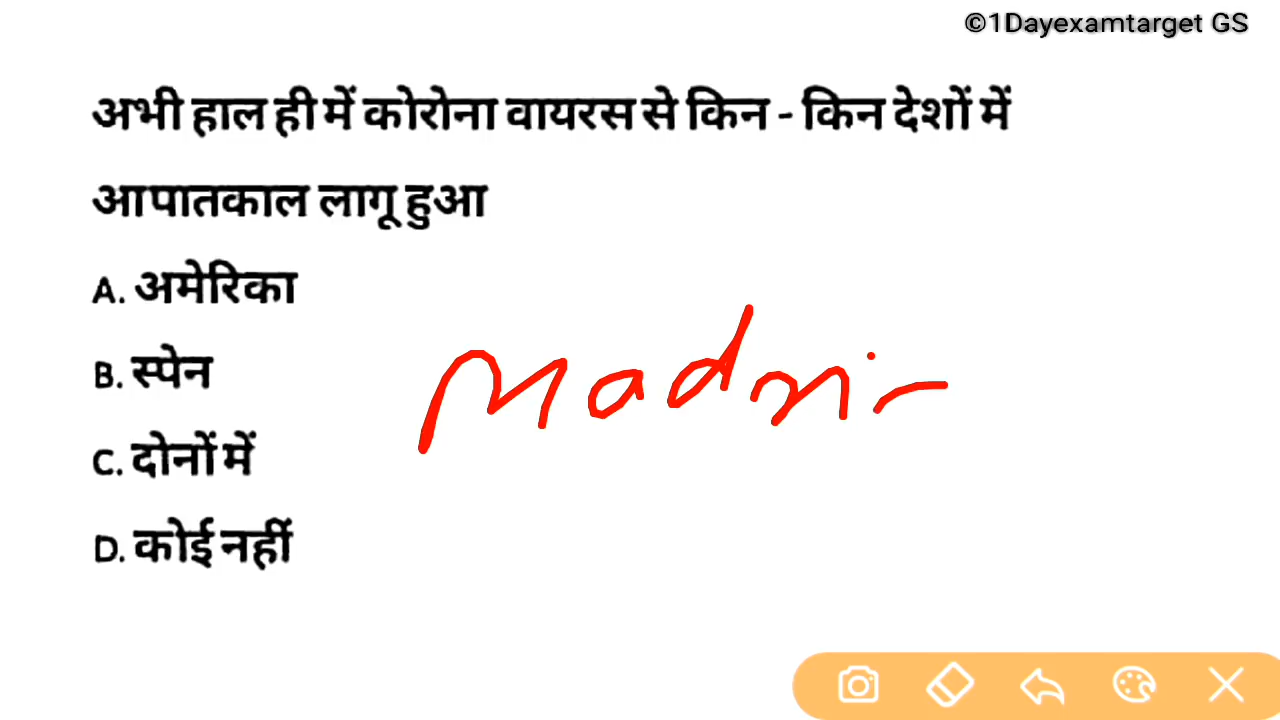 ©1Dayexamtarget GS
अभी हाल ही में कोरोना वायरस से किन - किन देशों में
आपातकाल लागू हुआ
A. अमेरिका
B. स्पेन
C. दोनों में
D. कोई नहीं